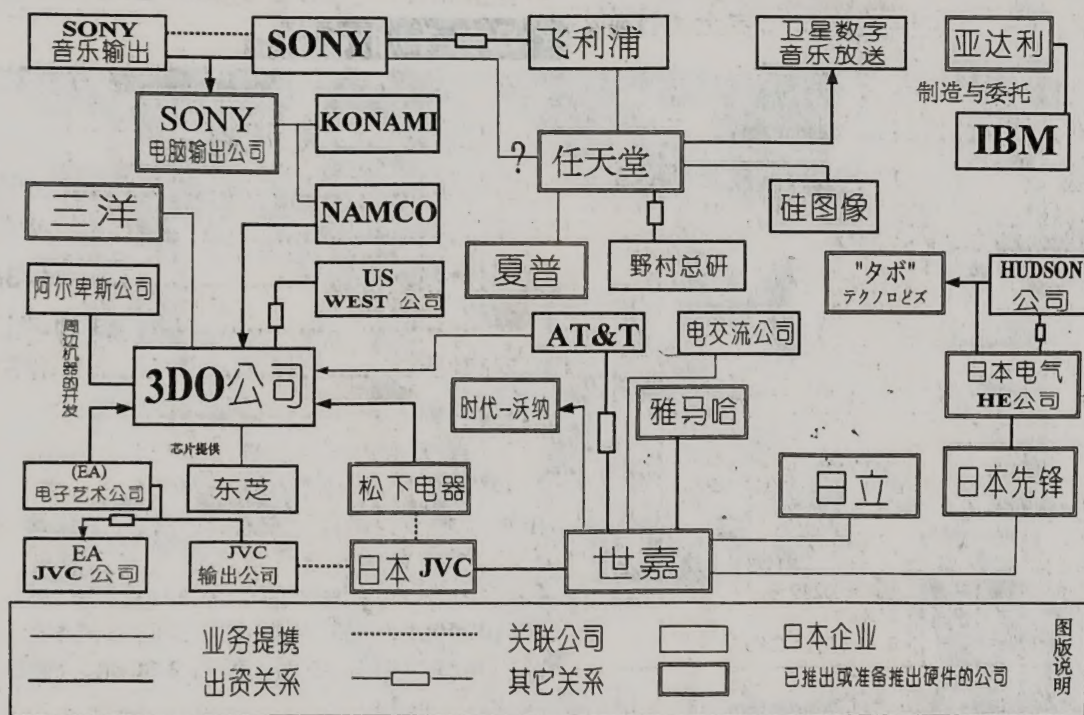 SONY
音乐输出
SONY
飞利浦
卫星数字
音乐放送
亚达利
制造与委托
IBM
SONY
电脑输出公司
KONAMI
?
任天堂
三洋
NAMCO
硅图像
阿尔卑斯公司
US
WEST 公司
夏普
野村总研
"タボ"
テクノロビズ
HUDSON
公司
周边机器的开发
3DO公司
AT&T
电交流公司
日本电气
HE公司
时代-沃纳
雅马哈
芯片提供
(EA)
电子艺术公司
东芝
松下电器
日立
日本先锋
EA
JVC 公司
JVC
输出公司
日本 JVC
世嘉
业务提携
关联公司
日本企业
出资关系
其它关系
已推出或准备推出硬件的公司
图版说明